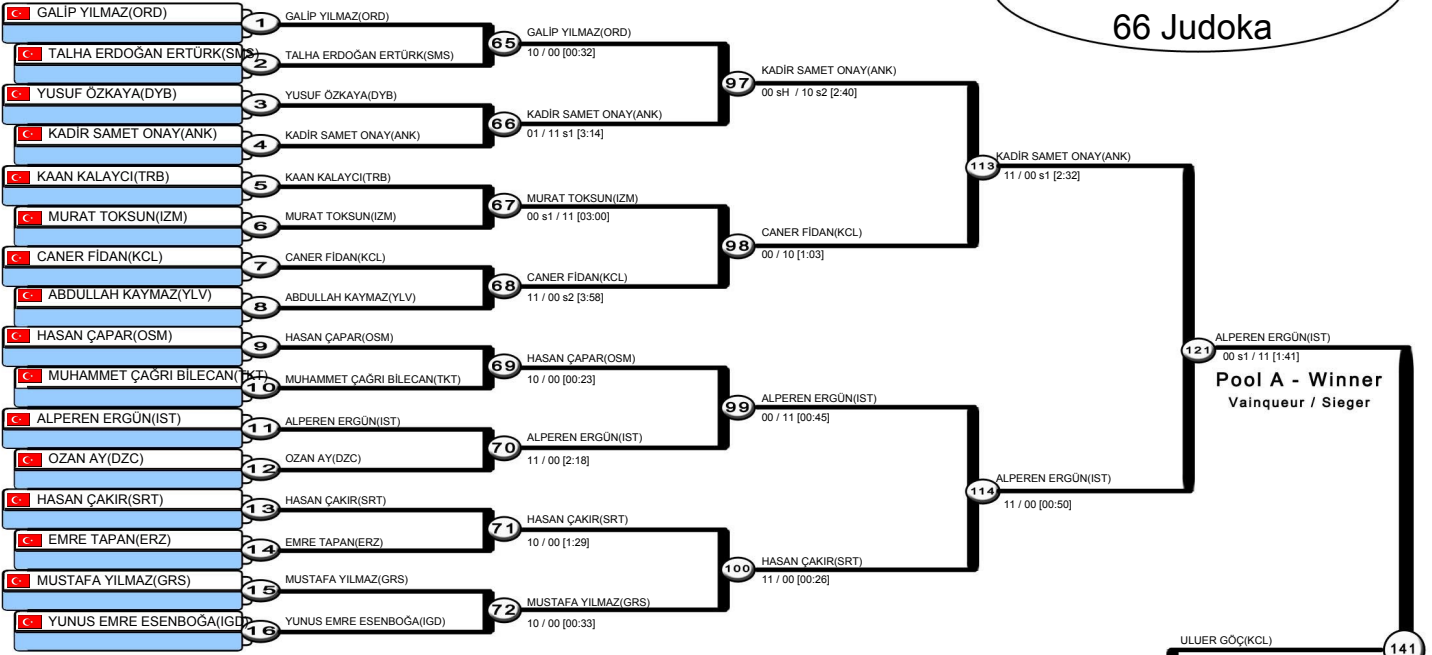 66 Judoka
GALİP YILMAZ(ORD)
TALHA ERDOĞAN ERTÜRK(SMS)
YUSUF ÖZKAYA(DYB)
KADİR SAMET ONAY(ANK)
KAAN KALAYCI(TRB)
MURAT TOKSUN(IZM)
CANER FİDAN(KCL)
ABDULLAH KAYMAZ(YLV)
HASAN ÇAPAR(OSM)
MUHAMMET ÇAĞRI BİLECAN(TKT)
ALPEREN ERGÜN(IST)
OZAN AY(DZC)
HASAN ÇAKIR(SRT)
EMRE TAPAN(ERZ)
MUSTAFA YILMAZ(GRS)
YUNUS EMRE ESENBOĞA(IGD)
1 GALİP YILMAZ(ORD)
2 TALHA ERDOĞAN ERTÜRK(SMS)
3 YUSUF ÖZKAYA(DYB)
4 KADİR SAMET ONAY(ANK)
5 KAAN KALAYCI(TRB)
6 MURAT TOKSUN(IZM)
7 CANER FİDAN(KCL)
8 ABDULLAH KAYMAZ(YLV)
9 HASAN ÇAPAR(OSM)
10 MUHAMMET ÇAĞRI BİLECAN(TKT)
11 ALPEREN ERGÜN(IST)
12 OZAN AY(DZC)
13 HASAN ÇAKIR(SRT)
14 EMRE TAPAN(ERZ)
15 MUSTAFA YILMAZ(GRS)
16 YUNUS EMRE ESENBOĞA(IGD)
65 GALİP YILMAZ(ORD)
10 / 00 [00:32]
66 KADİR SAMET ONAY(ANK)
01 / 11 s1 [3:14]
67 MURAT TOKSUN(IZM)
00 s1 / 11 [03:00]
68 CANER FİDAN(KCL)
11 / 00 s2 [3:58]
69 HASAN ÇAPAR(OSM)
10 / 00 [00:23]
70 ALPEREN ERGÜN(IST)
11 / 00 [2:18]
71 HASAN ÇAKIR(SRT)
10 / 00 [1:29]
72 MUSTAFA YILMAZ(GRS)
10 / 00 [00:33]
97 KADİR SAMET ONAY(ANK)
00 sH / 10 s2 [2:40]
98 CANER FİDAN(KCL)
00 / 10 [1:03]
99 ALPEREN ERGÜN(IST)
00 / 11 [00:45]
100 HASAN ÇAKIR(SRT)
11 / 00 [00:26]
113 KADİR SAMET ONAY(ANK)
11 / 00 s1 [2:32]
114 ALPEREN ERGÜN(IST)
11 / 00 [00:50]
121 ALPEREN ERGÜN(IST)
00 s1 / 11 [1:41]
Pool A - Winner
Vainqueur / Sieger
ULUER GÖÇ(KCL)
141